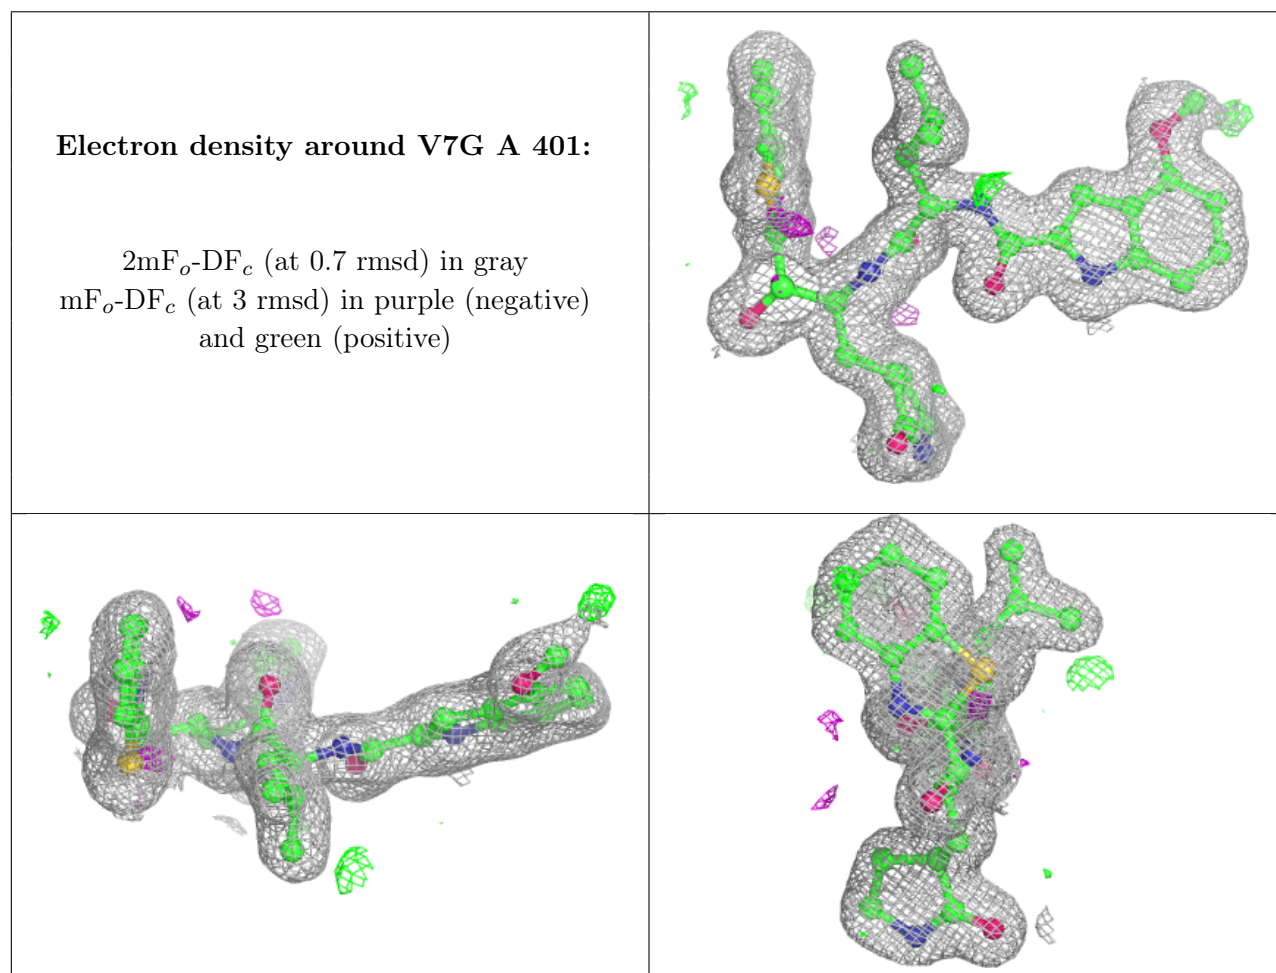 Electron density around V7G A 401:
2mFo-DFc (at 0.7 rmsd) in gray
mFo-DFc (at 3 rmsd) in purple (negative)
and green (positive)